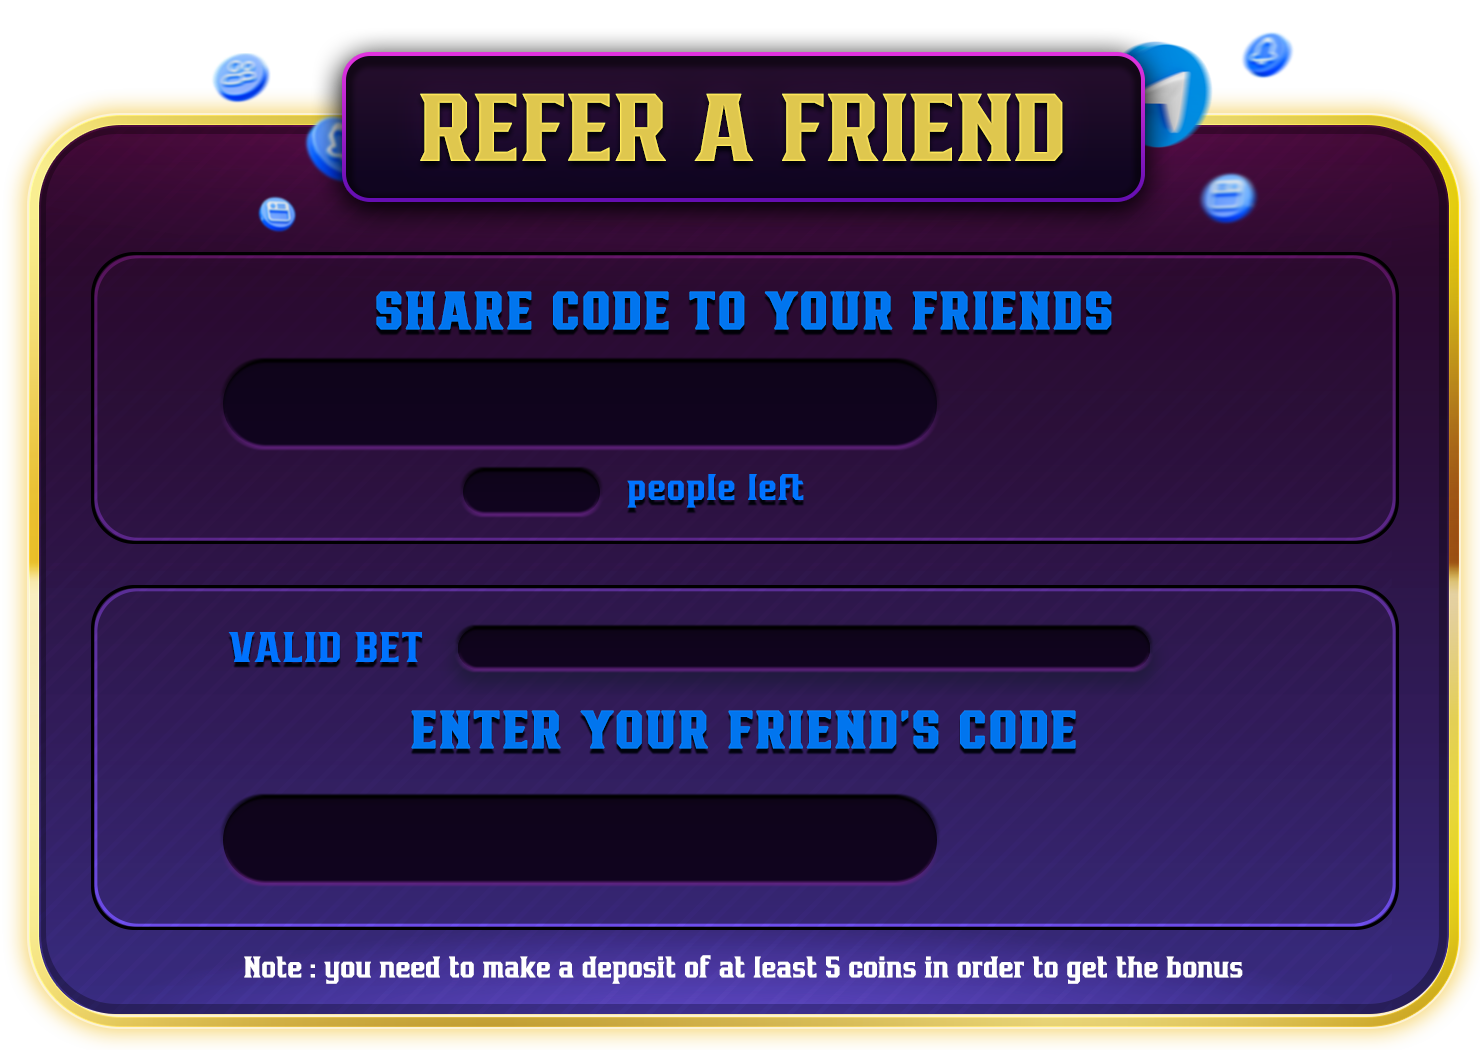 REFER A FRIEND
SHARE CODE TO YOUR FRIENDS
people left
VALID BET
ENTER YOUR FRIEND'S CODE
Note : you need to make a deposit of at least 5 coins in order to get the bonus